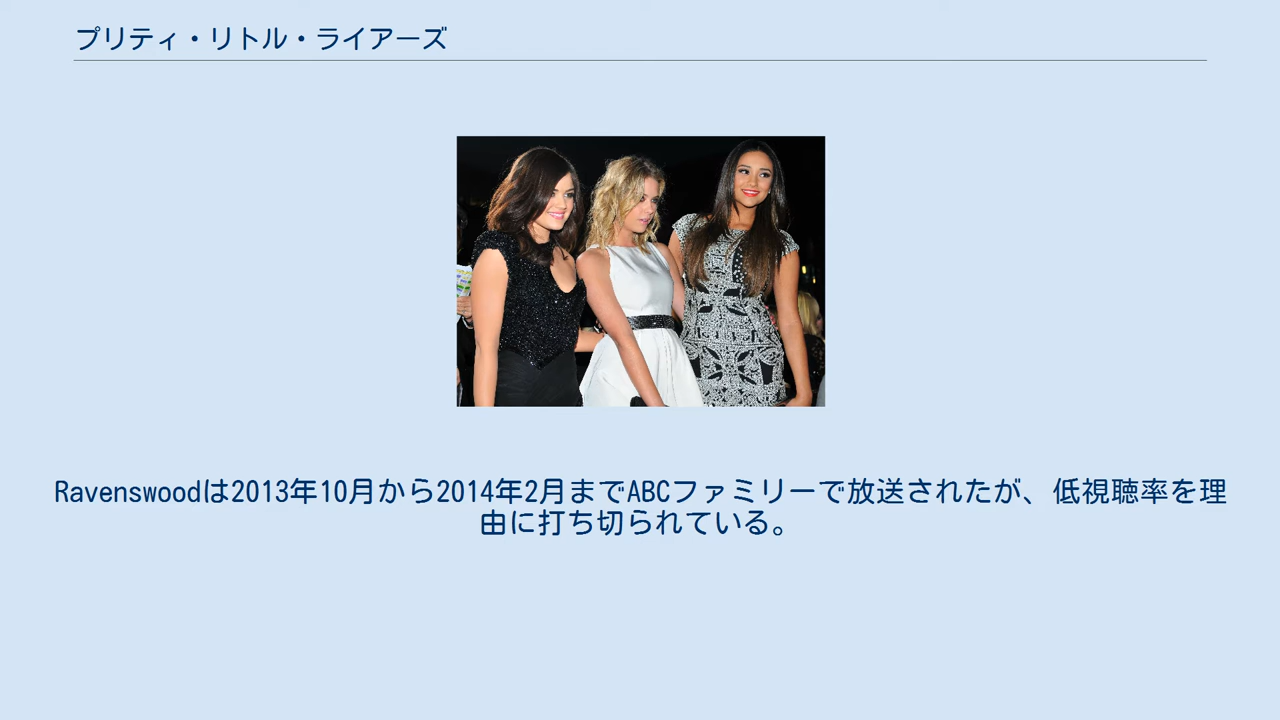 プリティ・リトル・ライアーズ
Ravenswoodは2013年10月から2014年2月までABCファミリーで放送されたが、低視聴率を理
由に打ち切られている。